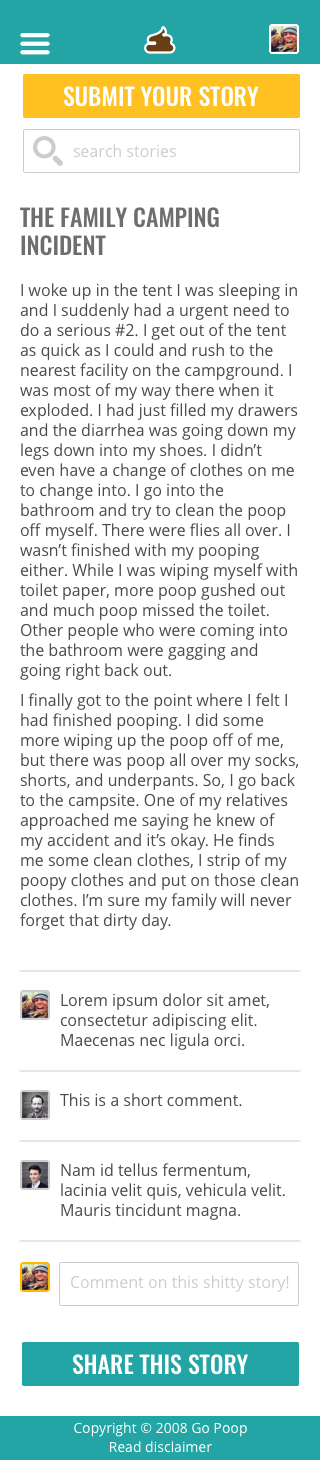 SUBMIT YOUR STORY
search stories
THE FAMILY CAMPING
INCIDENT
I woke up in the tent I was sleeping in
and I suddenly had a urgent need to
do a serious #2. I get out of the tent
as quick as I could and rush to the
nearest facility on the campground. I
was most of my way there when it
exploded. I had just filled my drawers
and the diarrhea was going down my
legs down into my shoes. I didn’t
even have a change of clothes on me
to change into. I go into the
bathroom and try to clean the poop
off myself. There were flies all over. I
wasn’t finished with my pooping
either. While I was wiping myself with
toilet paper, more poop gushed out
and much poop missed the toilet.
Other people who were coming into
the bathroom were gagging and
going right back out.
I finally got to the point where I felt I
had finished pooping. I did some
more wiping up the poop off of me,
but there was poop all over my socks,
shorts, and underpants. So, I go back
to the campsite. One of my relatives
approached me saying he knew of
my accident and it’s okay. He finds
me some clean clothes, I strip of my
poopy clothes and put on those clean
clothes. I’m sure my family will never
forget that dirty day.
Lorem ipsum dolor sit amet,
consectetur adipiscing elit.
Maecenas nec ligula orci.
This is a short comment.
Nam id tellus fermentum,
lacinia velit quis, vehicula velit.
Mauris tincidunt magna.
Comment on this shitty story!
SHARE THIS STORY
Copyright © 2008 Go Poop
Read disclaimer